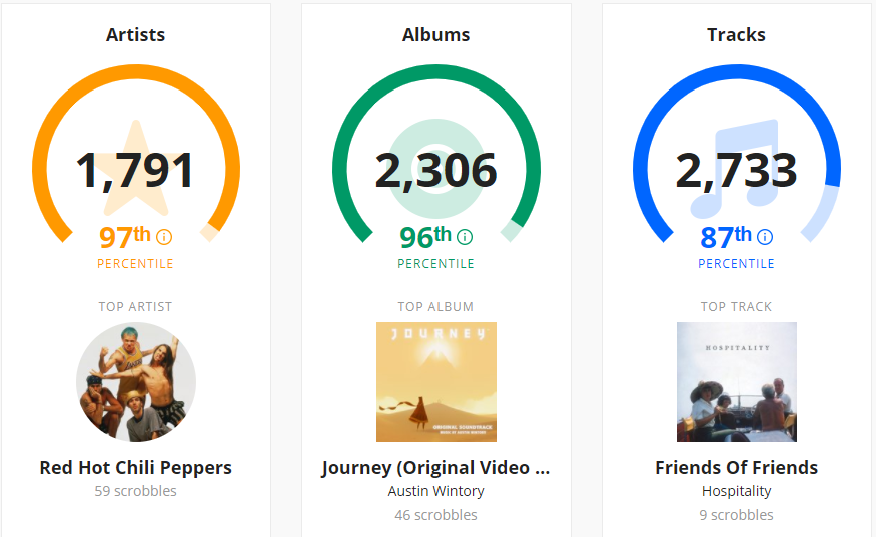 Artists
1,791
97th
PERCENTILE
TOP ARTIST
Red Hot Chili Peppers
59 scrobbles
Albums
2,306
96th
PERCENTILE
TOP ALBUM
JOURNEY
ORIGINAL SOUNDTRACK
MUSIC BY AUSTIN WINTORY
Journey (Original Video ...
Austin Wintory
46 scrobbles
Tracks
2,733
87th
PERCENTILE
TOP TRACK
HOSPITALITY
Friends Of Friends
Hospitality
9 scrobbles